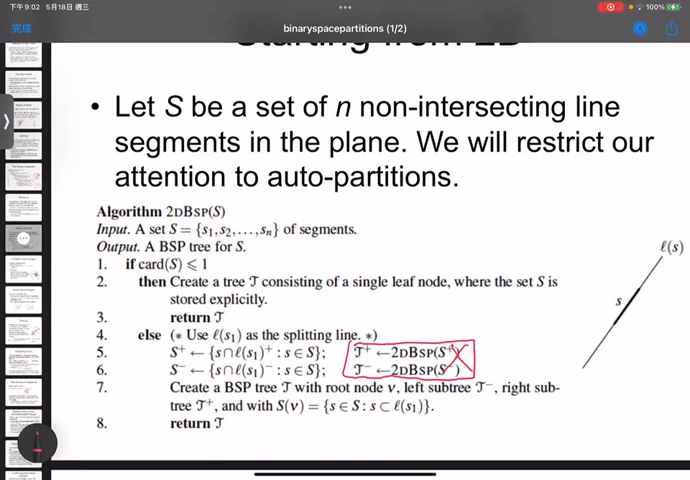 下午9:02 5月18日 週三
100%
完成
binaryspacepartitions (1/2)
Starting from 2D
• Let S be a set of n non-intersecting line
segments in the plane. We will restrict our
attention to auto-partitions.
Algorithm 2DBSP(S)
Input. A set S = {s₁,s₂,...,sₙ} of segments.
Output. A BSP tree for S.
1. if card(S) ⩽ 1
2. then Create a tree 𝒯 consisting of a single leaf node, where the set S is
stored explicitly.
3. return 𝒯
4. else (∗ Use ℓ(s₁) as the splitting line. ∗)
5. S⁺ ← {s∩ℓ(s₁)⁺ : s ∈ S}; 𝒯⁺ ←2DBSP(S⁺)
6. S⁻ ← {s∩ℓ(s₁)⁻ : s ∈ S}; 𝒯⁻ ←2DBSP(S⁻)
7. Create a BSP tree 𝒯 with root node ν, left subtree 𝒯⁻, right sub-
tree 𝒯⁺, and with S(ν) = {s ∈ S : s ⊂ ℓ(s₁)}.
8. return 𝒯
ℓ(s)
s